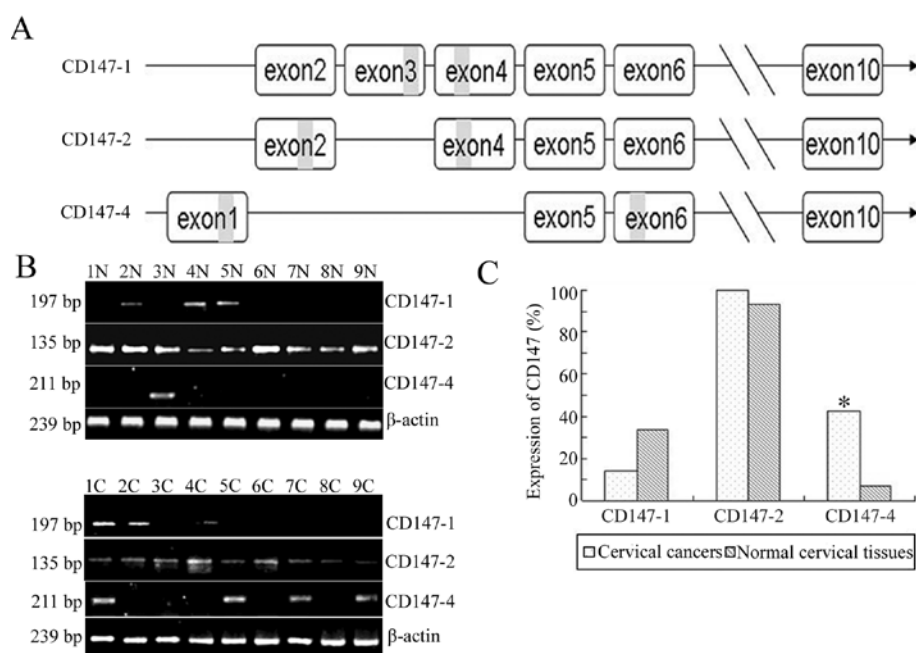 A
CD147-1 exon2 exon3 exon4 exon5 exon6 exon10
CD147-2 exon2 exon4 exon5 exon6 exon10
CD147-4 exon1 exon5 exon6 exon10
B
1N 2N 3N 4N 5N 6N 7N 8N 9N
197 bp CD147-1
135 bp CD147-2
211 bp CD147-4
239 bp β-actin
1C 2C 3C 4C 5C 6C 7C 8C 9C
197 bp CD147-1
135 bp CD147-2
211 bp CD147-4
239 bp β-actin
C
Expression of CD147 (%)
100
80
60
40
20
0
*
CD147-1 CD147-2 CD147-4
Cervical cancers Normal cervical tissues